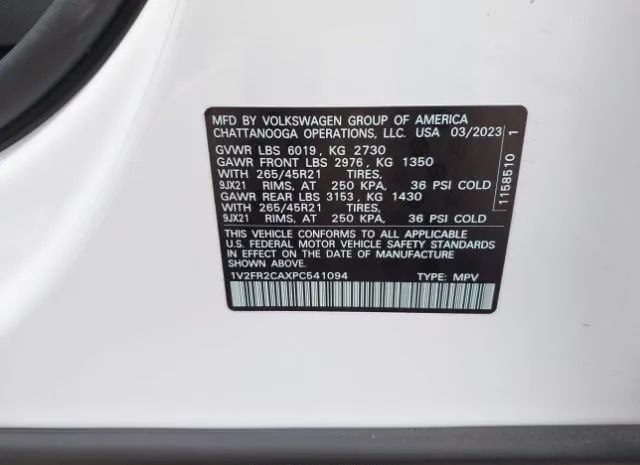 MFD BY VOLKSWAGEN GROUP OF AMERICA
CHATTANOOGA OPERATIONS, LLC. USA 03/2023
GVWR LBS 6019, KG 2730
GAWR FRONT LBS 2976, KG 1350
WITH 265/45R21 TIRES,
9JX21 RIMS, AT 250 KPA, 36 PSI COLD
GAWR REAR LBS 3153, KG 1430
WITH 265/45R21 TIRES,
9JX21 RIMS, AT 250 KPA, 36 PSI COLD
THIS VEHICLE CONFORMS TO ALL APPLICABLE
U.S. FEDERAL MOTOR VEHICLE SAFETY STANDARDS
IN EFFECT ON THE DATE OF MANUFACTURE
SHOWN ABOVE.
1V2FR2CAXPC541094 TYPE: MPV
1158510 1